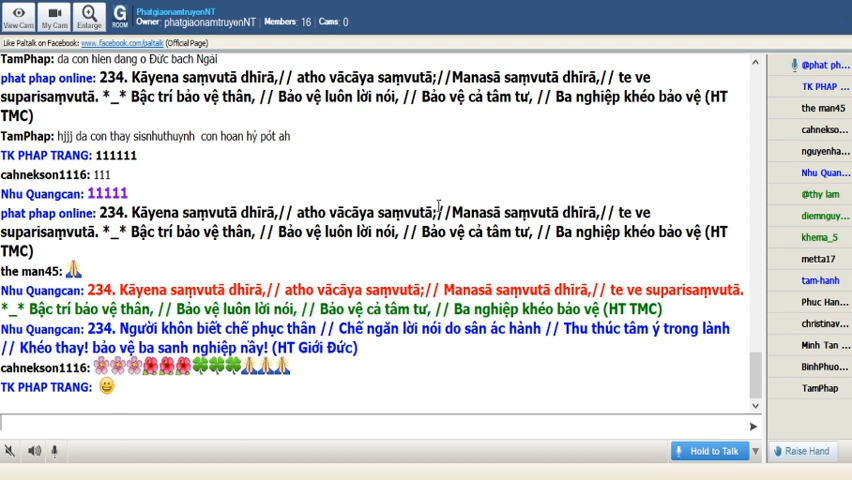 PhatgiaonamtruyenNT
Owner: phatgiaonamtruyenNT Members: 16 Cams: 0
View Cam My Cam Enlarge G ROOM
Like Paltalk on Facebook: www.facebook.com/paltalk (Official Page)
TamPhap: da con hien dang o Đức bach Ngài
phat phap online: 234. Kāyena saṃvutā dhīrā,// atho vācāya saṃvutā;//Manasā saṃvutā dhīrā,// te ve
suparisaṃvutā. *_* Bậc trí bảo vệ thân, // Bảo vệ luôn lời nói, // Bảo vệ cả tâm tư, // Ba nghiệp khéo bảo vệ (HT
TMC)
TamPhap: hjjj da con thay sisnhuthuynh con hoan hỷ pót ah
TK PHAP TRANG: 111111
cahnekson1116: 111
Nhu Quangcan: 11111
phat phap online: 234. Kāyena saṃvutā dhīrā,// atho vācāya saṃvutā;//Manasā saṃvutā dhīrā,// te ve
suparisaṃvutā. *_* Bậc trí bảo vệ thân, // Bảo vệ luôn lời nói, // Bảo vệ cả tâm tư, // Ba nghiệp khéo bảo vệ (HT
TMC)
the man45:
Nhu Quangcan: 234. Kāyena saṃvutā dhīrā,// atho vācāya saṃvutā;// Manasā saṃvutā dhīrā,// te ve suparisaṃvutā.
*_* Bậc trí bảo vệ thân, // Bảo vệ luôn lời nói, // Bảo vệ cả tâm tư, // Ba nghiệp khéo bảo vệ (HT TMC)
Nhu Quangcan: 234. Người khôn biết chế phục thân // Chế ngăn lời nói do sân ác hành // Thu thúc tâm ý trong lành
// Khéo thay! bảo vệ ba sanh nghiệp nầy! (HT Giới Đức)
cahnekson1116:
TK PHAP TRANG:
@phat ph...
TK PHAP ...
the man45
cahnekso...
nguyenha...
Nhu Quan...
@thy lam
diemnguy...
khema_5
metta17
tam-hanh
Phuc Han...
christinav...
Minh Tan ...
BinhPhuo...
TamPhap
Hold to Talk
Raise Hand